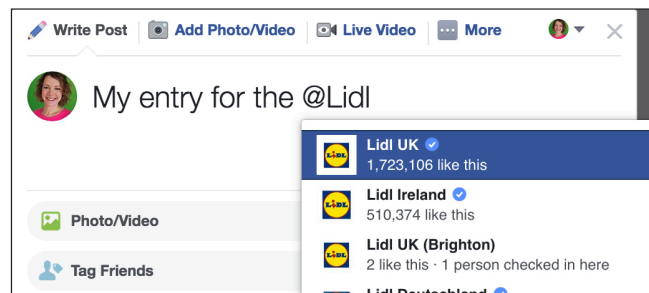 Write Post Add Photo/Video Live Video More
My entry for the @Lidl
Lidl UK
1,723,106 like this
Lidl Ireland
510,374 like this
Photo/Video
Lidl UK (Brighton)
2 like this · 1 person checked in here
Tag Friends
Lidl Deutschland